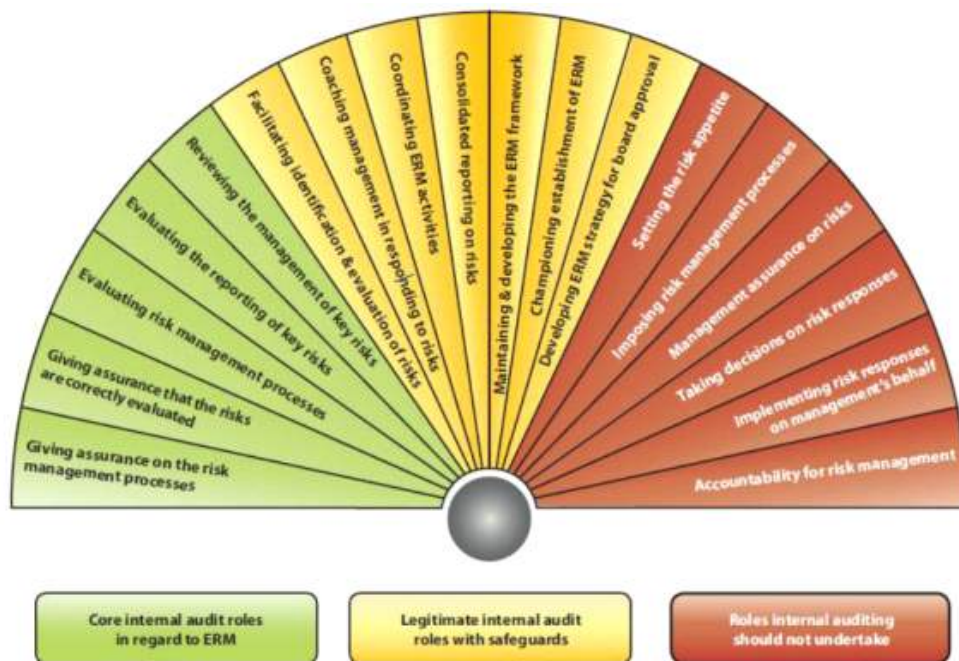 Giving assurance on the risk
management processes
Giving assurance that the risks
are correctly evaluated
Evaluating risk management processes
Evaluating the reporting of key risks
Reviewing the management of key risks
Facilitating identification & evaluation of risks
Coaching management in responding to risks
Coordinating ERM activities
Consolidated reporting on risks
Maintaining & developing the ERM framework
Championing establishment of ERM
Developing ERM strategy for board approval
Setting the risk appetite
Imposing risk management processes
Management assurance on risks
Taking decisions on risk responses
Implementing risk responses
on management's behalf
Accountability for risk management
Core internal audit roles
in regard to ERM
Legitimate internal audit
roles with safeguards
Roles internal auditing
should not undertake